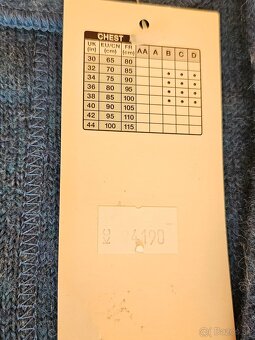 CHEST
UK (in) EU/CN (cm) FR (cm) AA A B C D
30 65 80
32 70 85 • • •
34 75 90 • • •
36 80 95 • • •
38 85 100 • • •
40 90 105
42 95 110
44 100 115
4190